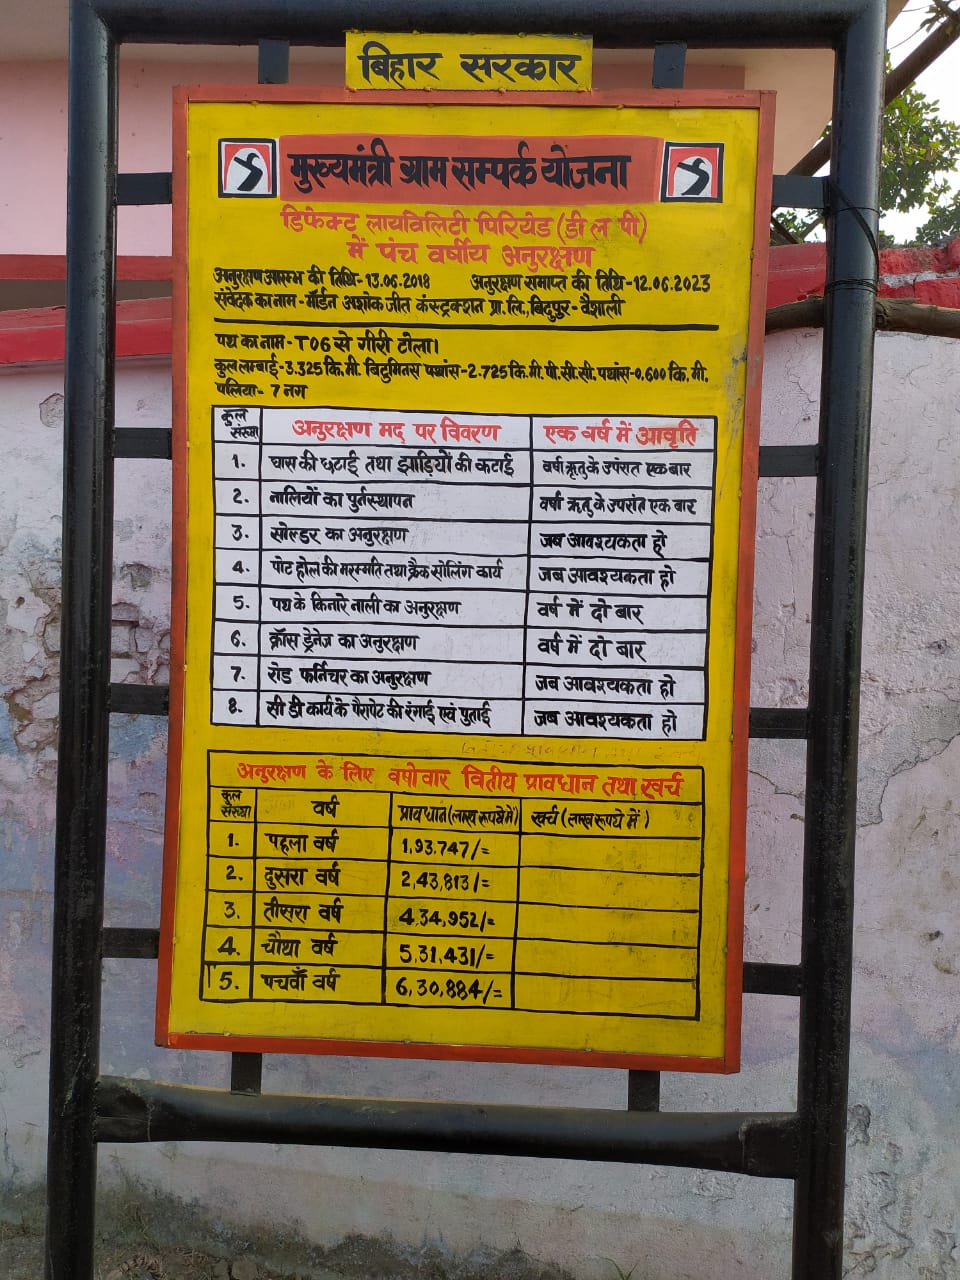 बिहार सरकार
मुख्यमंत्री ग्राम सम्पर्क योजना
डिफेक्ट लायविलिटी पिरियेड (डी ल पी)
में पंच वर्षीय अनुरक्षण
अनुरक्षण आरम्भ की तिथि-13.06.2018 अनुरक्षण समाप्त की तिथि-12.06.2023
संवेदक का नाम - मॉर्डन अशोक जीत कंस्ट्रक्शन प्रा. लि., विदुपुर - वैशाली
पथ का नाम - T06 से गीरी टोला।
कुल लम्बाई-3.325 कि.मी. बिटुमिनस पथांस-2.725 कि.मी. पी.सी.सी. पथांस-0.600 कि.मी.
पुलिया- 7 नग
कुल संख्या अनुरक्षण मद पर विवरण एक वर्ष में आवृति
1. घास की छटाई तथा झाड़ियों की कटाई वर्षा ऋतु के उपरांत एक बार
2. नालियों का पुर्नस्थापन वर्षा ऋतु के उपरांत एक बार
3. सोल्डर का अनुरक्षण जब आवश्यकता हो
4. पोट होल की मरम्मति तथा क्रैक सोलिंग कार्य जब आवश्यकता हो
5. पथ के किनारे नाली का अनुरक्षण वर्ष में दो बार
6. क्रॉस ड्रेनेज का अनुरक्षण वर्ष में दो बार
7. रोड फर्निचर का अनुरक्षण जब आवश्यकता हो
8. सी डी कार्य के पैरापेट की रंगाई एवं पुताई जब आवश्यकता हो
अनुरक्षण के लिए वर्षोवार वितीय प्रावधान तथा खर्च
कुल संख्या वर्ष प्रावधान (लाख रूपये में) खर्च (लाख रूपये में)
1. पहला वर्ष 1,93.747/=
2. दुसरा वर्ष 2,43,813/=
3. तीसरा वर्ष 4,34,952/=
4. चौथा वर्ष 5,31,431/=
5. पचवाँ वर्ष 6,30,884/=